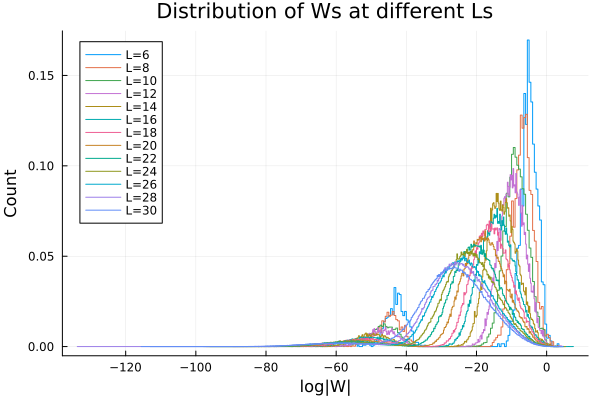 Distribution of Ws at different Ls
L=6
L=8
L=10
L=12
L=14
L=16
L=18
L=20
L=22
L=24
L=26
L=28
L=30
0.15
0.10
0.05
0.00
Count
−120 −100 −80 −60 −40 −20 0
log|W|